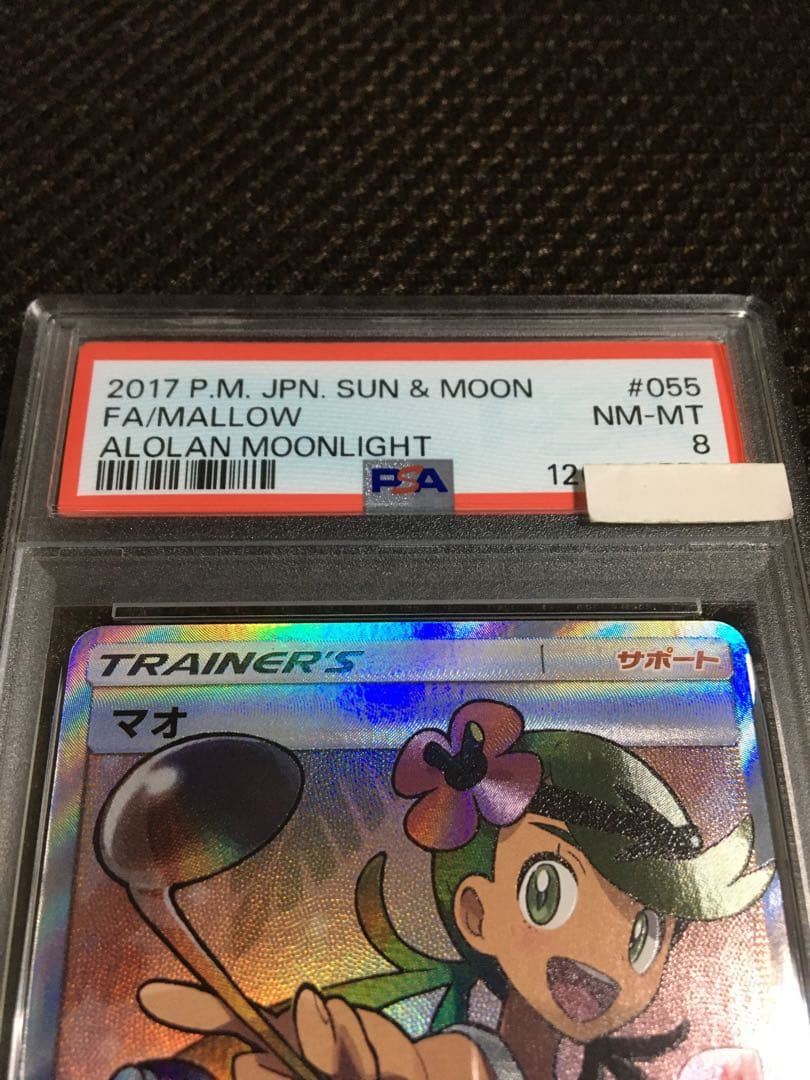 2017 P.M. JPN. SUN & MOON #055
FA/MALLOW NM-MT
ALOLAN MOONLIGHT 8
PSA
TRAINER'S サポート
マオ